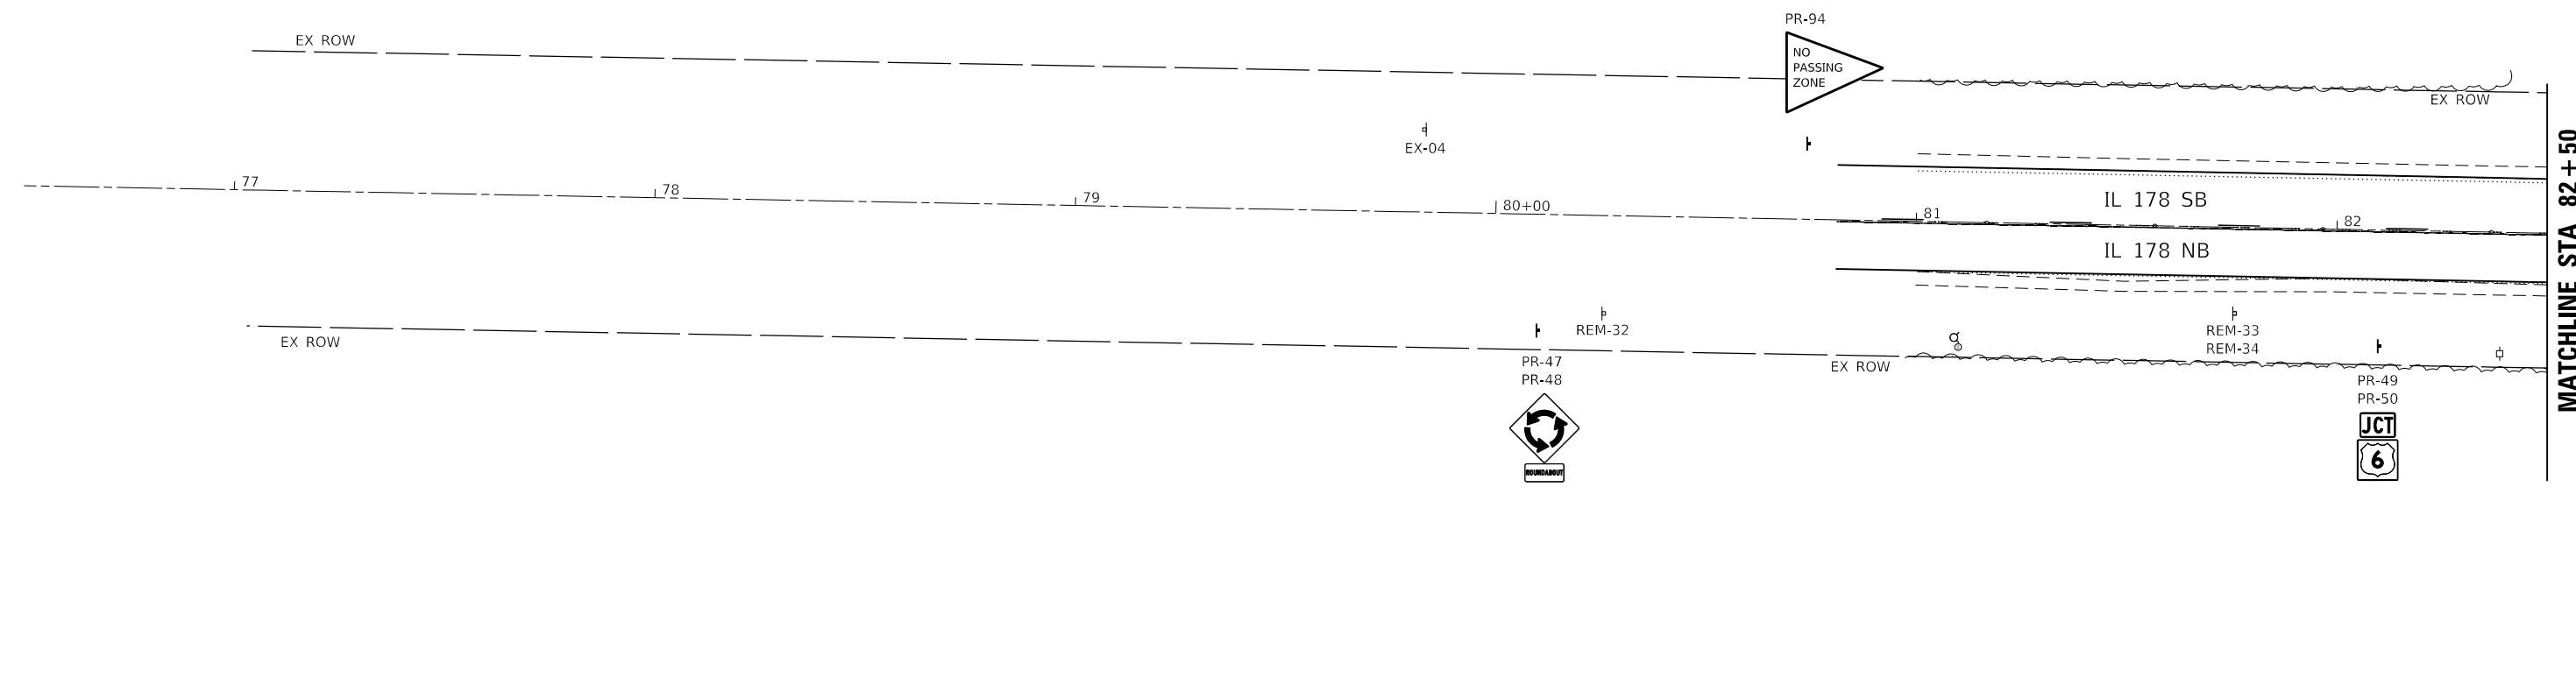 PR-94
NO
PASSING
ZONE
EX ROW
EX ROW
EX-04
77
78
79
80+00
81
82
IL 178 SB
IL 178 NB
MATCHLINE STA 82+50
REM-32
REM-33
REM-34
EX ROW
EX ROW
PR-47
PR-48
ROUNDABOUT
PR-49
PR-50
JCT
6